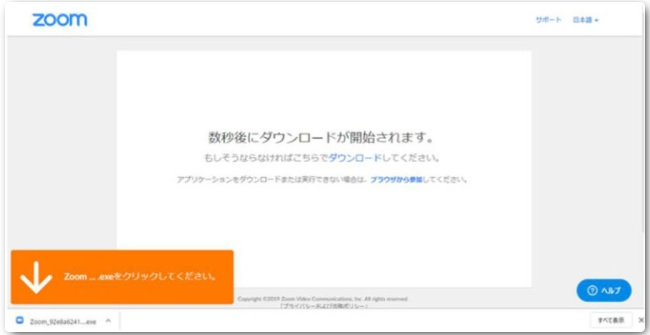 zoom
サポート 日本語
数秒後にダウンロードが開始されます。
もしそうならなければこちらでダウンロードしてください。
アプリケーションをダウンロードまたは実行できない場合は、ブラウザから参加してください。
Zoom ... .exeをクリックしてください。
ヘルプ
Copyright ©2019 Zoom Video Communications, Inc. All rights reserved.
プライバシーおよび法務ポリシー
Zoom_92e8a6241....exe
すべて表示